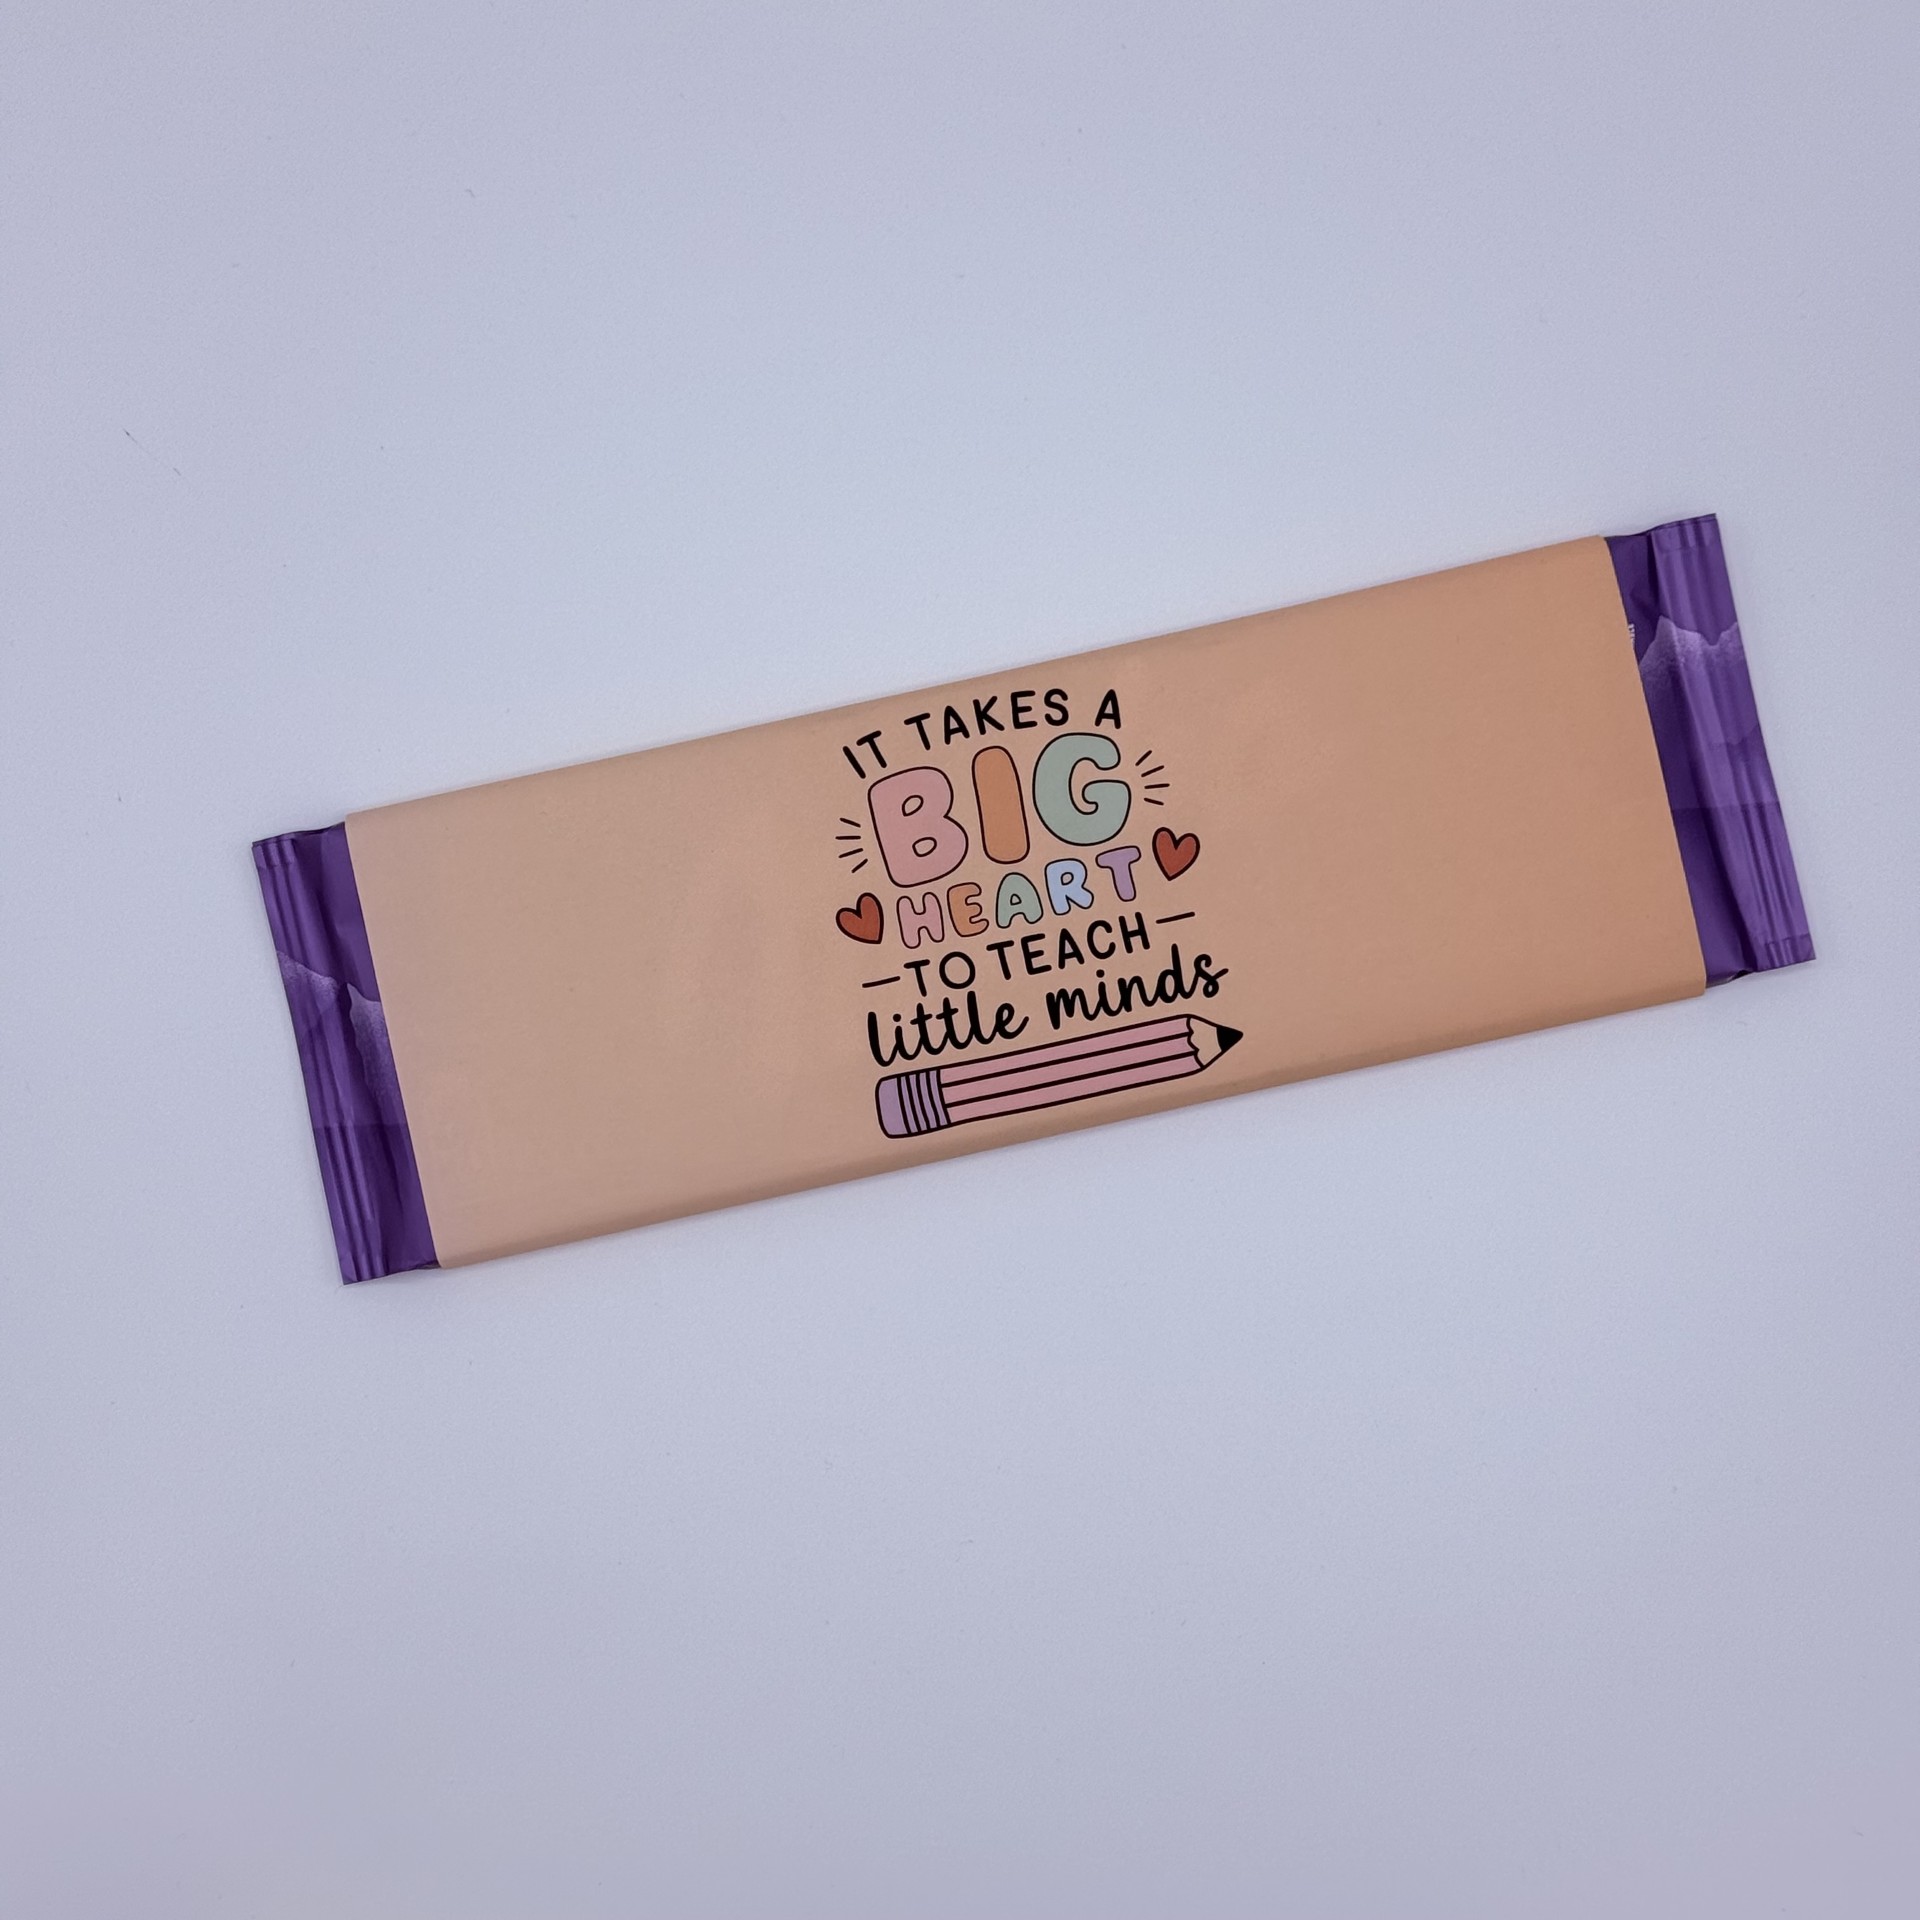 IT TAKES A
BIG
HEART
TO TEACH
little minds